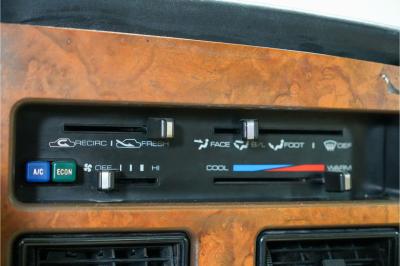 RECIRC FRESH
FACE B/L FOOT DEF
A/C ECON OFF HI
COOL WARM